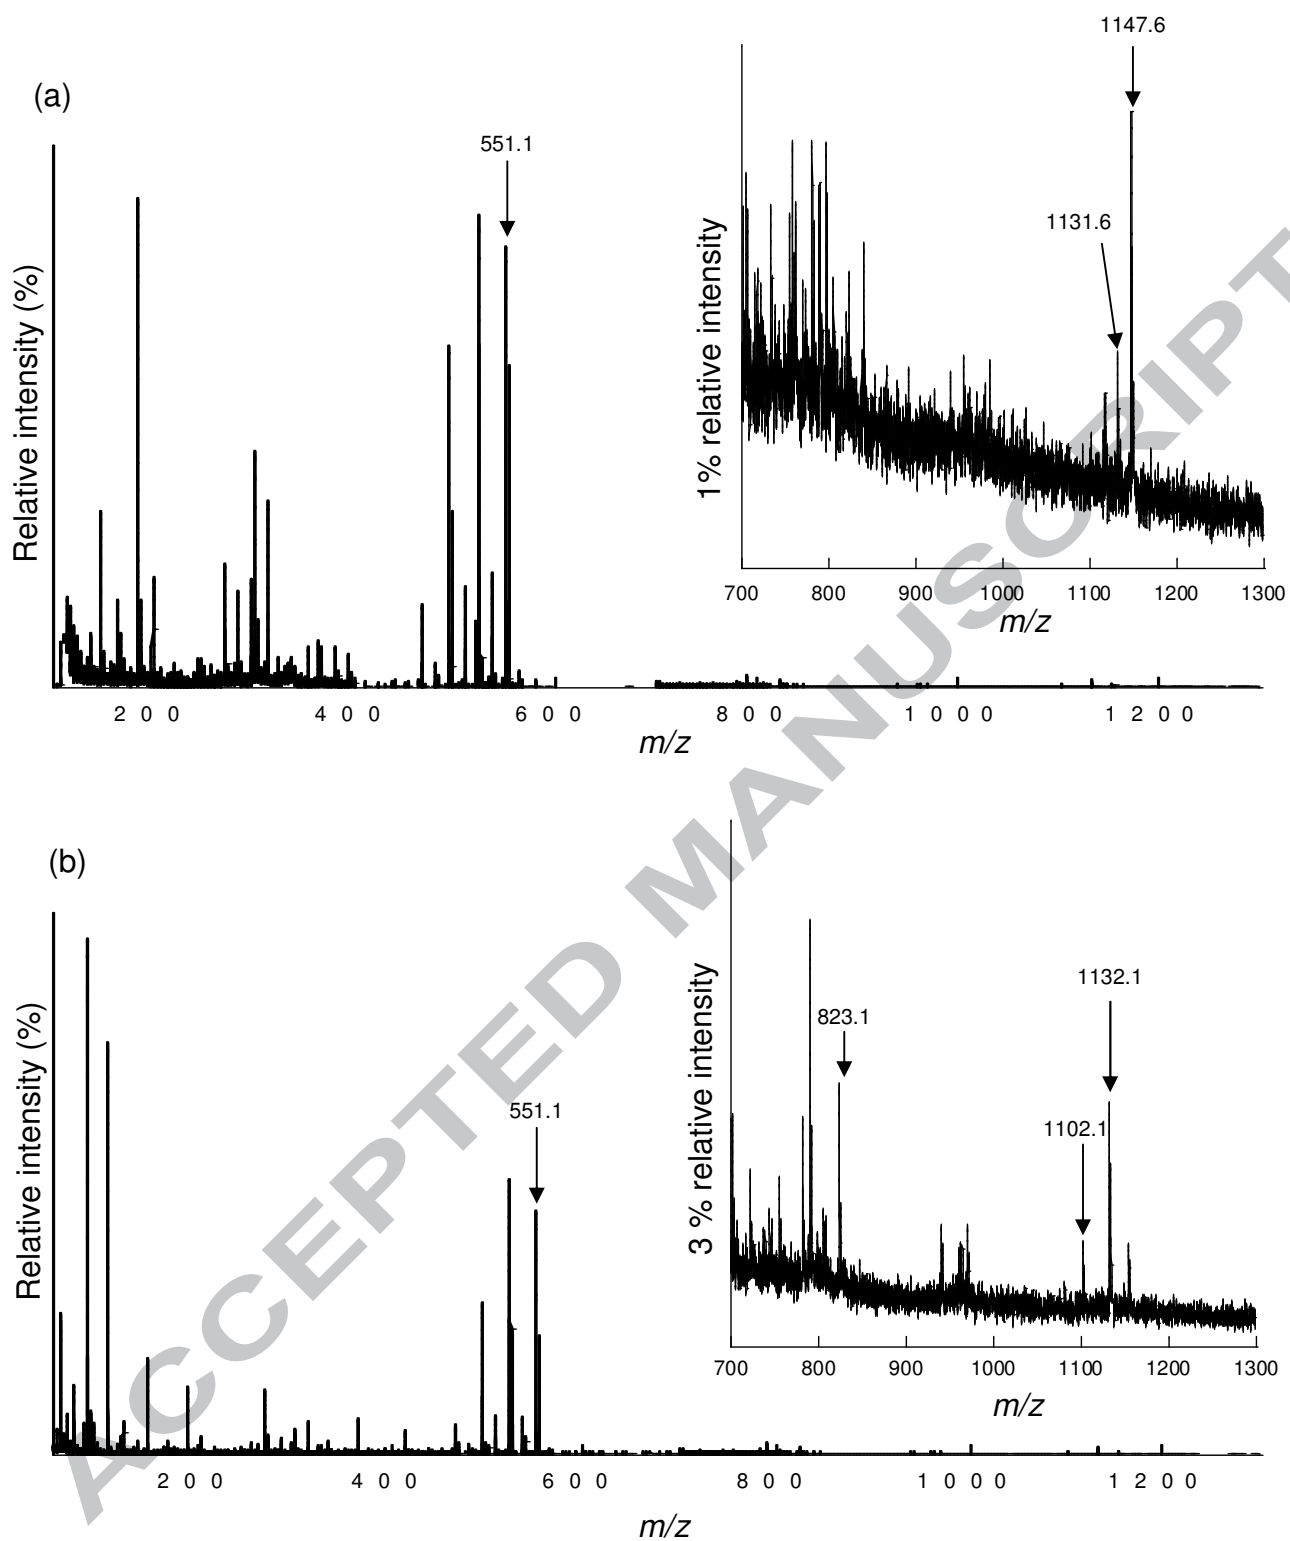 (a)
551.1
Relative intensity (%)
2 0 0 4 0 0 6 0 0 8 0 0 1 0 0 0 1 2 0 0
m/z
1147.6
1131.6
1% relative intensity
700 800 900 1000 1100 1200 1300
m/z
(b)
551.1
Relative intensity (%)
2 0 0 4 0 0 6 0 0 8 0 0 1 0 0 0 1 2 0 0
m/z
1132.1
823.1
1102.1
3 % relative intensity
700 800 900 1000 1100 1200 1300
m/z
ACCEPTED MANUSCRIPT